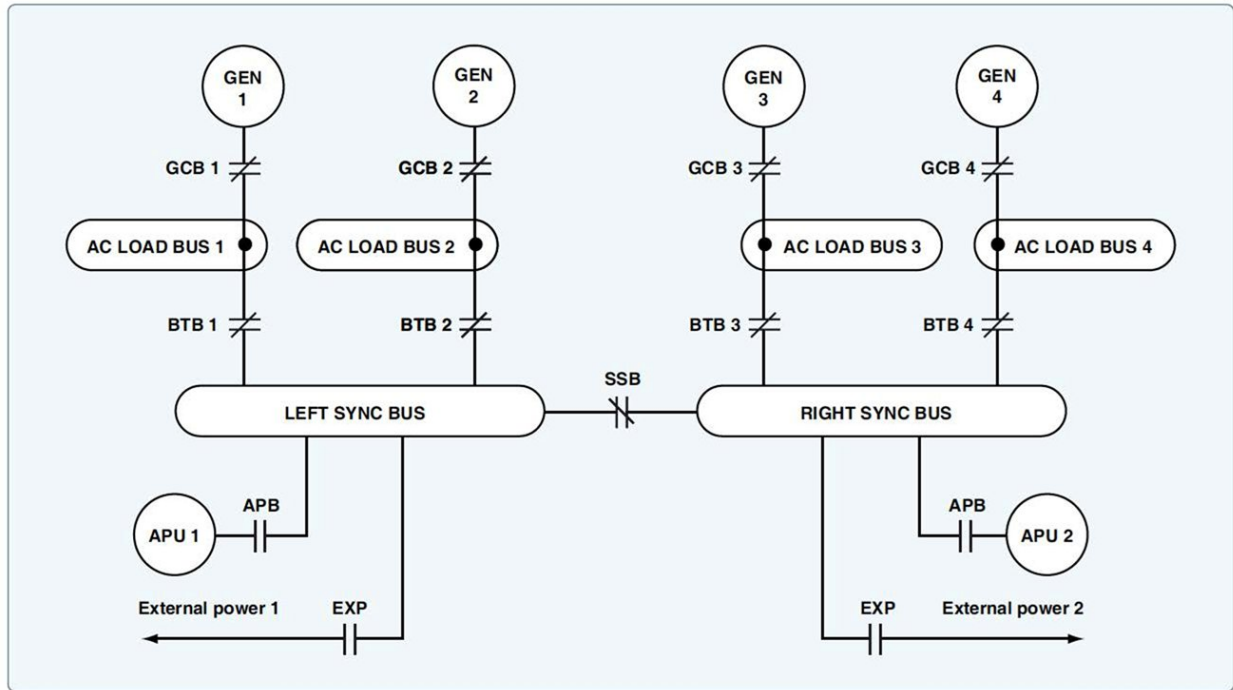 GEN
1
GEN
2
GEN
3
GEN
4
GCB 1
GCB 2
GCB 3
GCB 4
AC LOAD BUS 1
AC LOAD BUS 2
AC LOAD BUS 3
AC LOAD BUS 4
BTB 1
BTB 2
BTB 3
BTB 4
SSB
LEFT SYNC BUS
RIGHT SYNC BUS
APB
APB
APU 1
APU 2
External power 1
EXP
EXP
External power 2